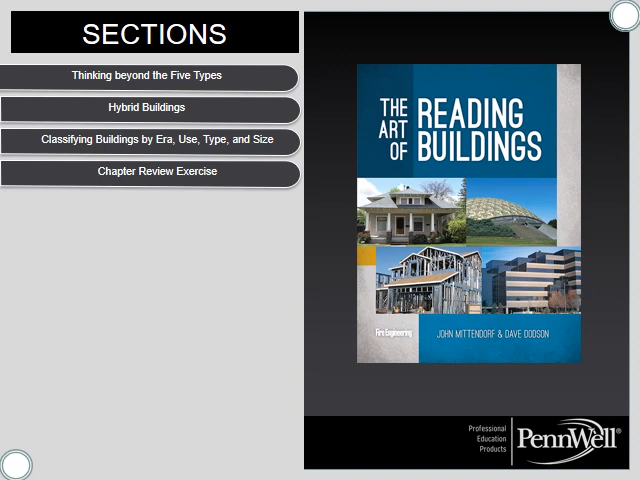 SECTIONS
Thinking beyond the Five Types
Hybrid Buildings
Classifying Buildings by Era, Use, Type, and Size
Chapter Review Exercise
THE
ART
OF
READING
BUILDINGS
Fire Engineering
JOHN MITTENDORF & DAVE DODSON
Professional
Education
Products
PennWell®